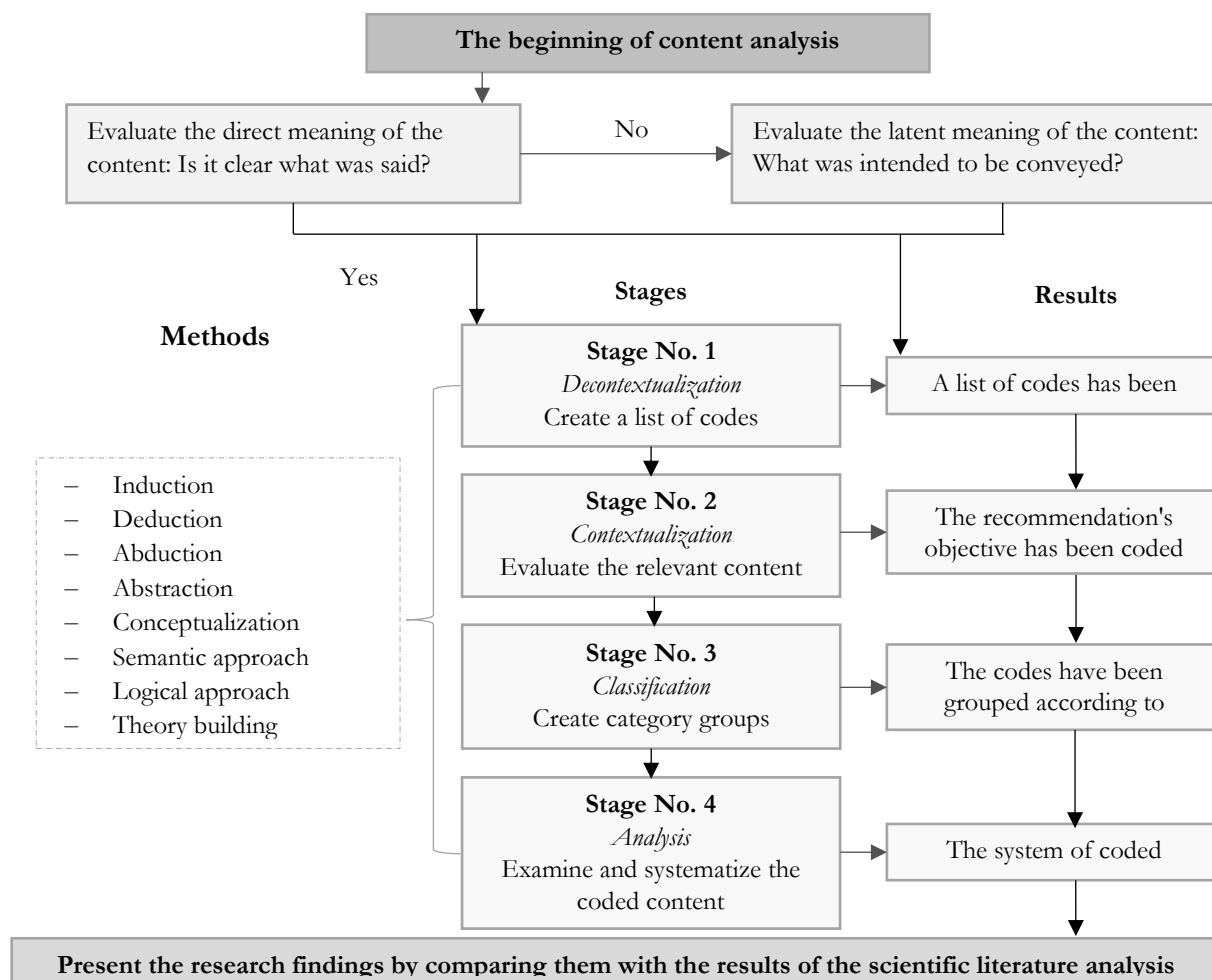 The beginning of content analysis
Evaluate the direct meaning of the
content: Is it clear what was said?
No
Evaluate the latent meaning of the content:
What was intended to be conveyed?
Yes
Methods
Stages
Results
Stage No. 1
Decontextualization
Create a list of codes
A list of codes has been
– Induction
– Deduction
– Abduction
– Abstraction
– Conceptualization
– Semantic approach
– Logical approach
– Theory building
Stage No. 2
Contextualization
Evaluate the relevant content
The recommendation's
objective has been coded
Stage No. 3
Classification
Create category groups
The codes have been
grouped according to
Stage No. 4
Analysis
Examine and systematize the
coded content
The system of coded
Present the research findings by comparing them with the results of the scientific literature analysis